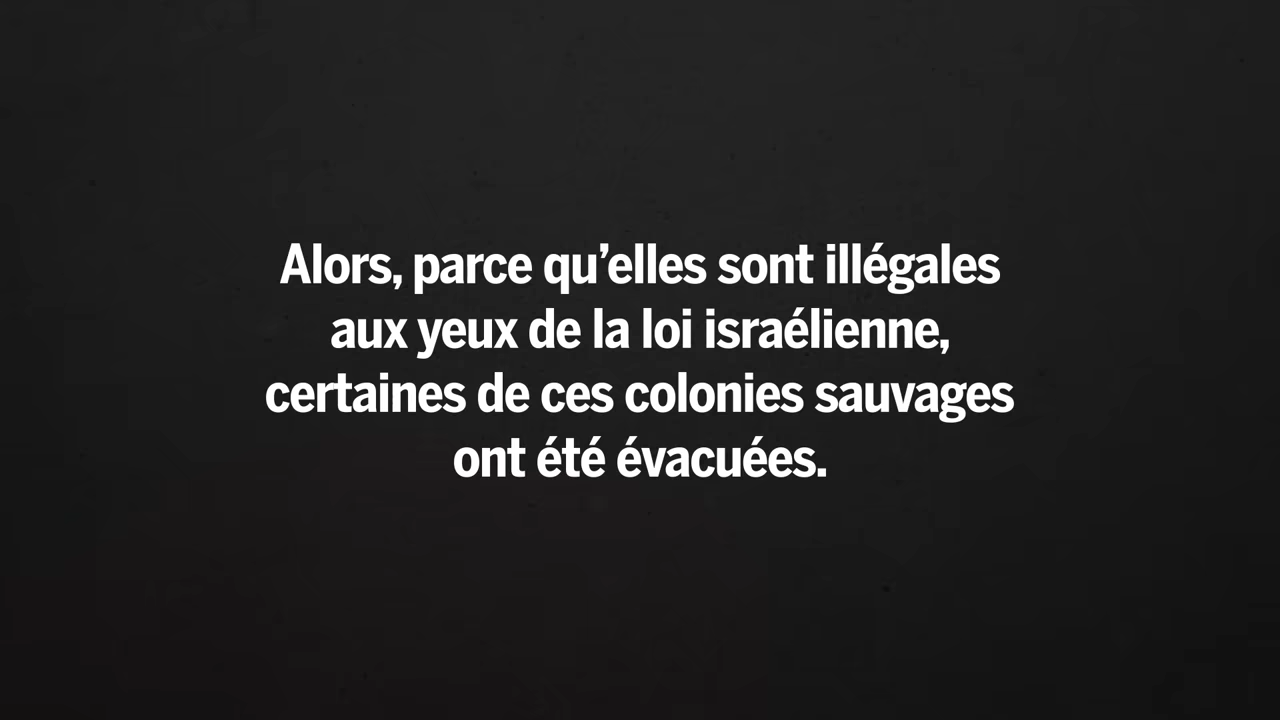 Alors, parce qu’elles sont illégales
aux yeux de la loi israélienne,
certaines de ces colonies sauvages
ont été évacuées.